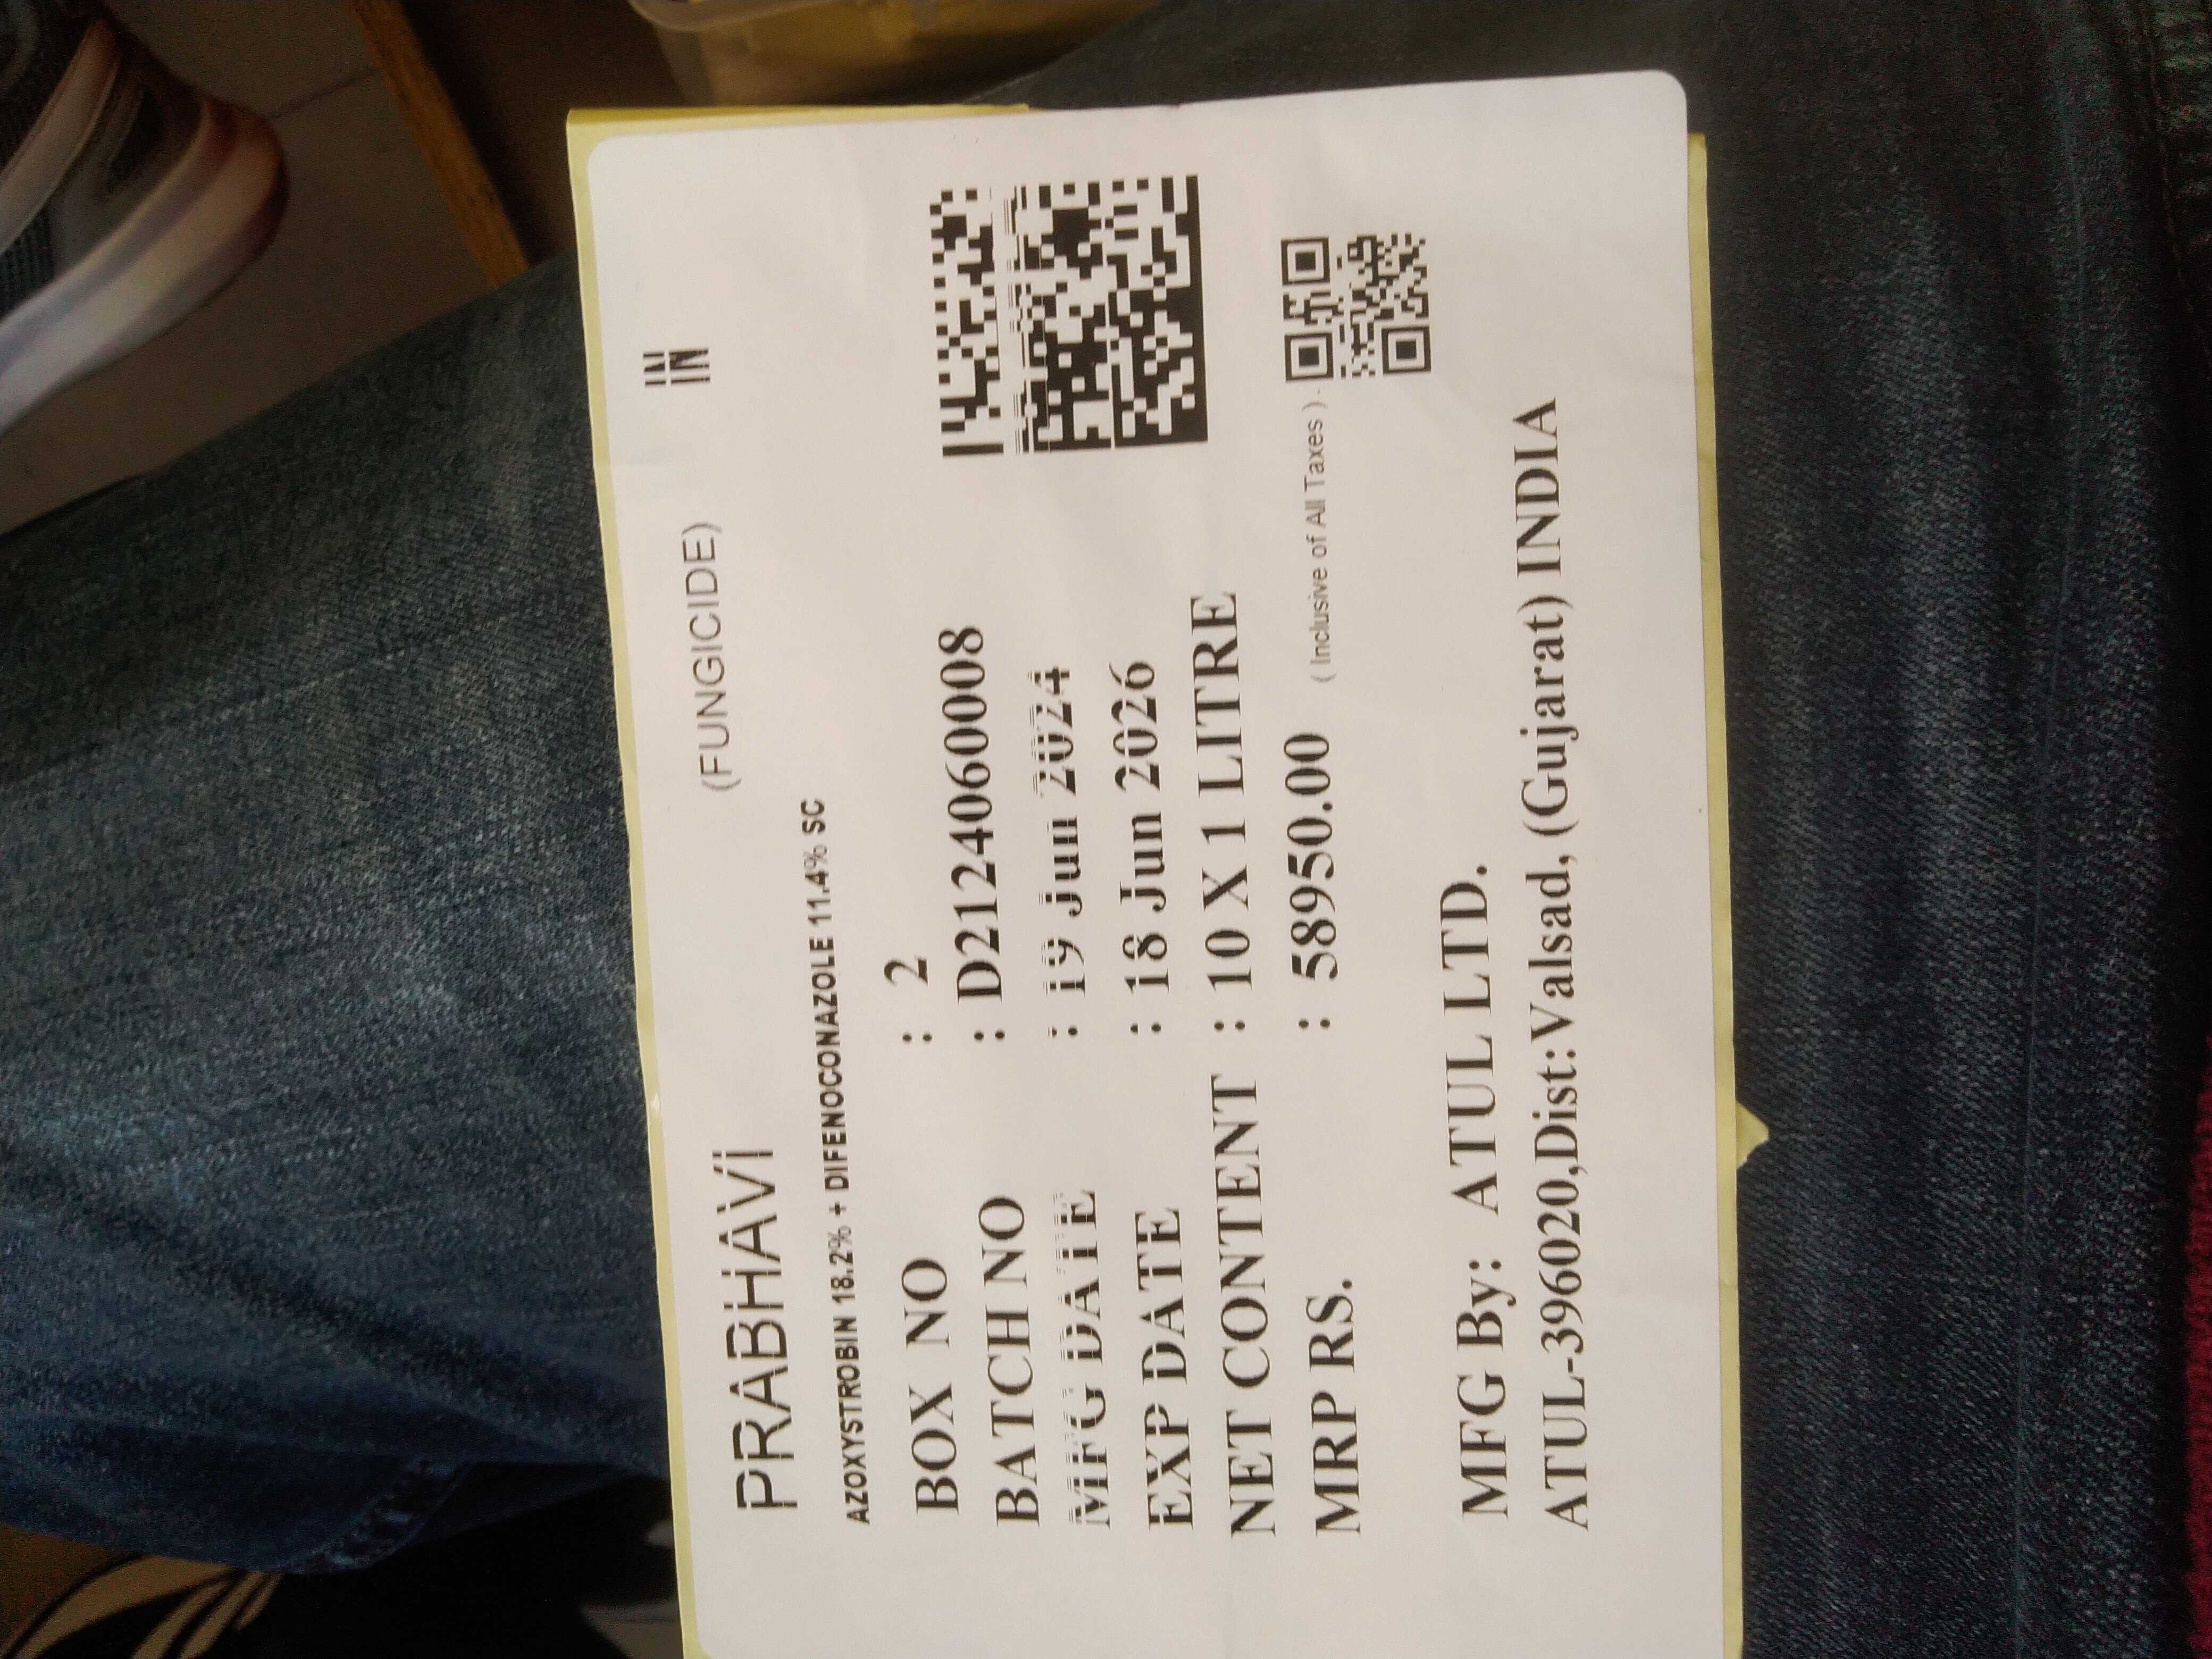 PRABHAVI (FUNGICIDE) IN
AZOXYSTROBIN 18.2% + DIFENOCONAZOLE 11.4% SC
BOX NO : 2
BATCH NO : D2124060008
MFG DATE : 19 Jun 2024
EXP DATE : 18 Jun 2026
NET CONTENT : 10 X 1 LITRE
MRP RS. : 58950.00 ( Inclusive of All Taxes )
MFG By: ATUL LTD.
ATUL-396020,Dist:Valsad, (Gujarat) INDIA